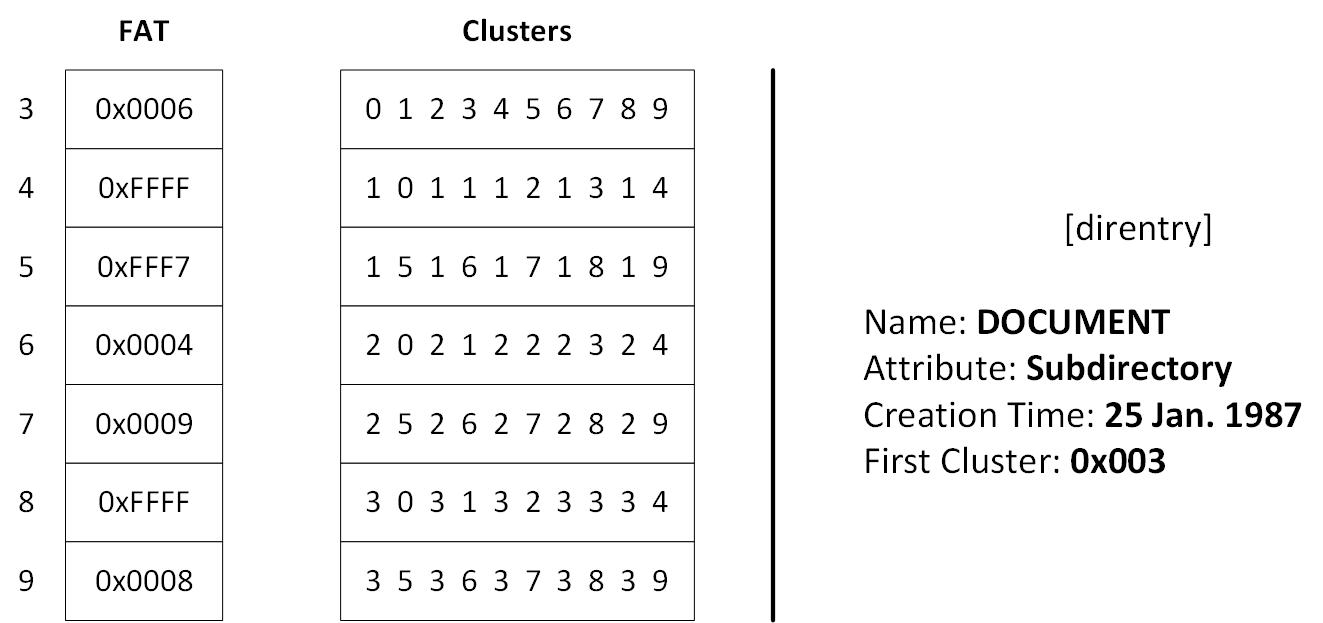 FAT Clusters
3 0x0006 0 1 2 3 4 5 6 7 8 9
4 0xFFFF 1 0 1 1 1 2 1 3 1 4
5 0xFFF7 1 5 1 6 1 7 1 8 1 9
6 0x0004 2 0 2 1 2 2 2 3 2 4
7 0x0009 2 5 2 6 2 7 2 8 2 9
8 0xFFFF 3 0 3 1 3 2 3 3 3 4
9 0x0008 3 5 3 6 3 7 3 8 3 9
[direntry]
Name: DOCUMENT
Attribute: Subdirectory
Creation Time: 25 Jan. 1987
First Cluster: 0x003